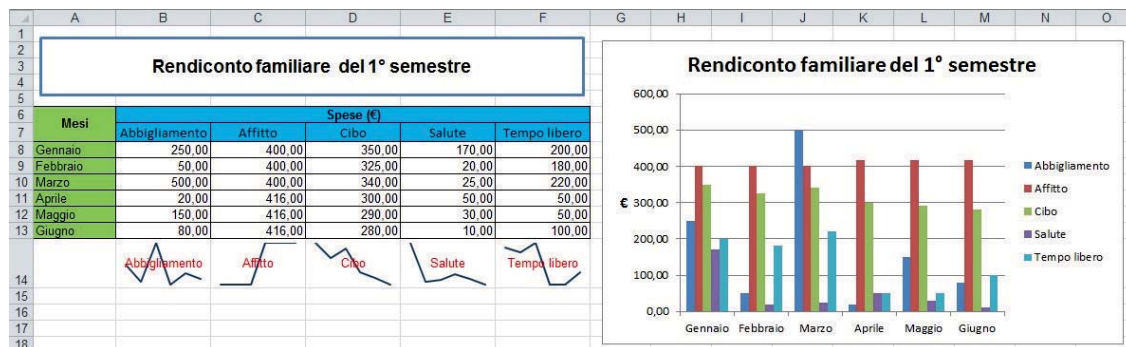 A B C D E F G H I J K L M N O
1
2
3 Rendiconto familiare del 1° semestre
4
5
6 Mesi Spese (€)
7 Abbigliamento Affitto Cibo Salute Tempo libero
8 Gennaio 250,00 400,00 350,00 170,00 200,00
9 Febbraio 50,00 400,00 325,00 20,00 180,00
10 Marzo 500,00 400,00 340,00 25,00 220,00
11 Aprile 20,00 416,00 300,00 50,00 50,00
12 Maggio 150,00 416,00 290,00 30,00 50,00
13 Giugno 80,00 416,00 280,00 10,00 100,00
Abbigliamento Affitto Cibo Salute Tempo libero
14
15
16
17
18
Rendiconto familiare del 1° semestre
600,00
500,00
400,00
€ 300,00
200,00
100,00
0,00
Gennaio Febbraio Marzo Aprile Maggio Giugno
Abbigliamento
Affitto
Cibo
Salute
Tempo libero